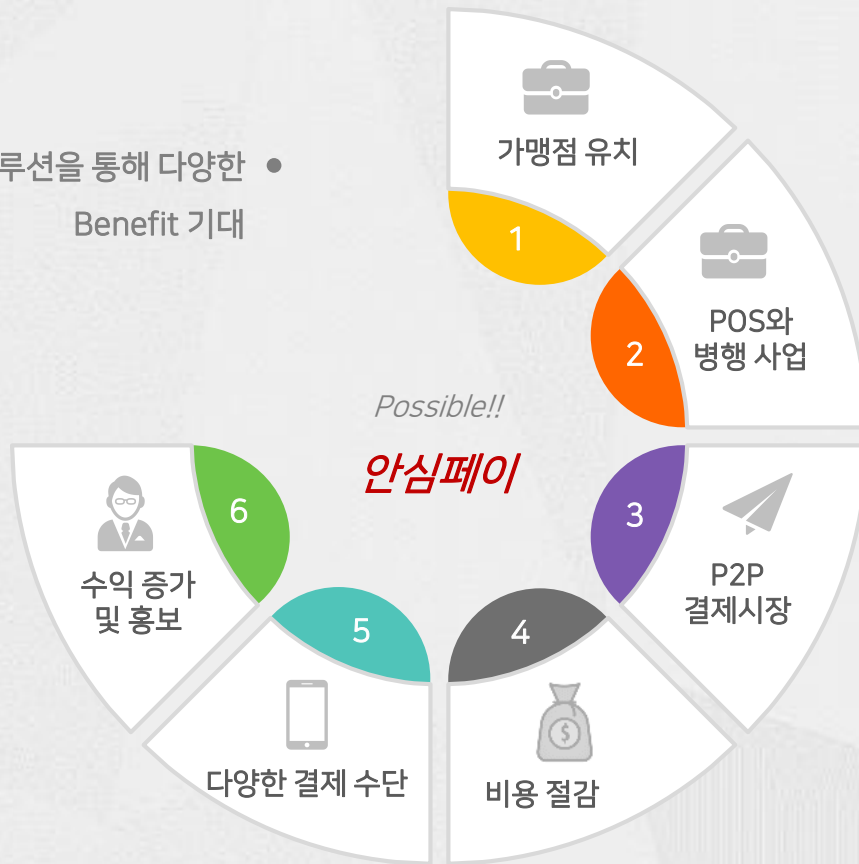 루션을 통해 다양한 •
Benefit 기대
가맹점 유치
1
POS와
병행 사업
2
Possible!!
안심페이
3
P2P
결제시장
4
비용 절감
5
다양한 결제 수단
6
수익 증가
및 홍보
$